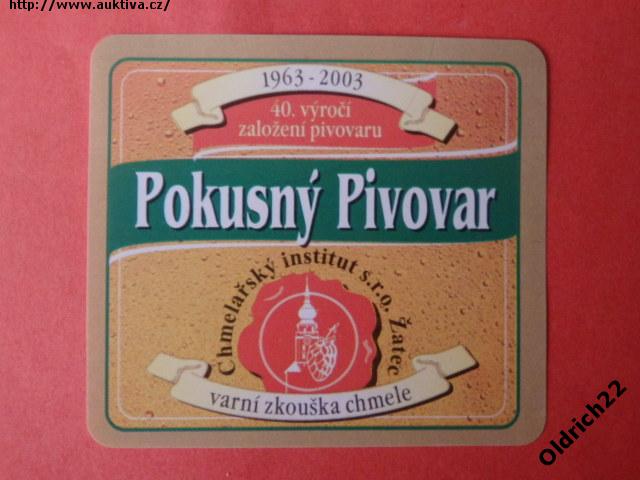 http://www.auktiva.cz/
1963 - 2003
40. výročí
založení pivovaru
Pokusný Pivovar
Chmelařský institut s.r.o. Žatec
varní zkouška chmele
Oldrich22